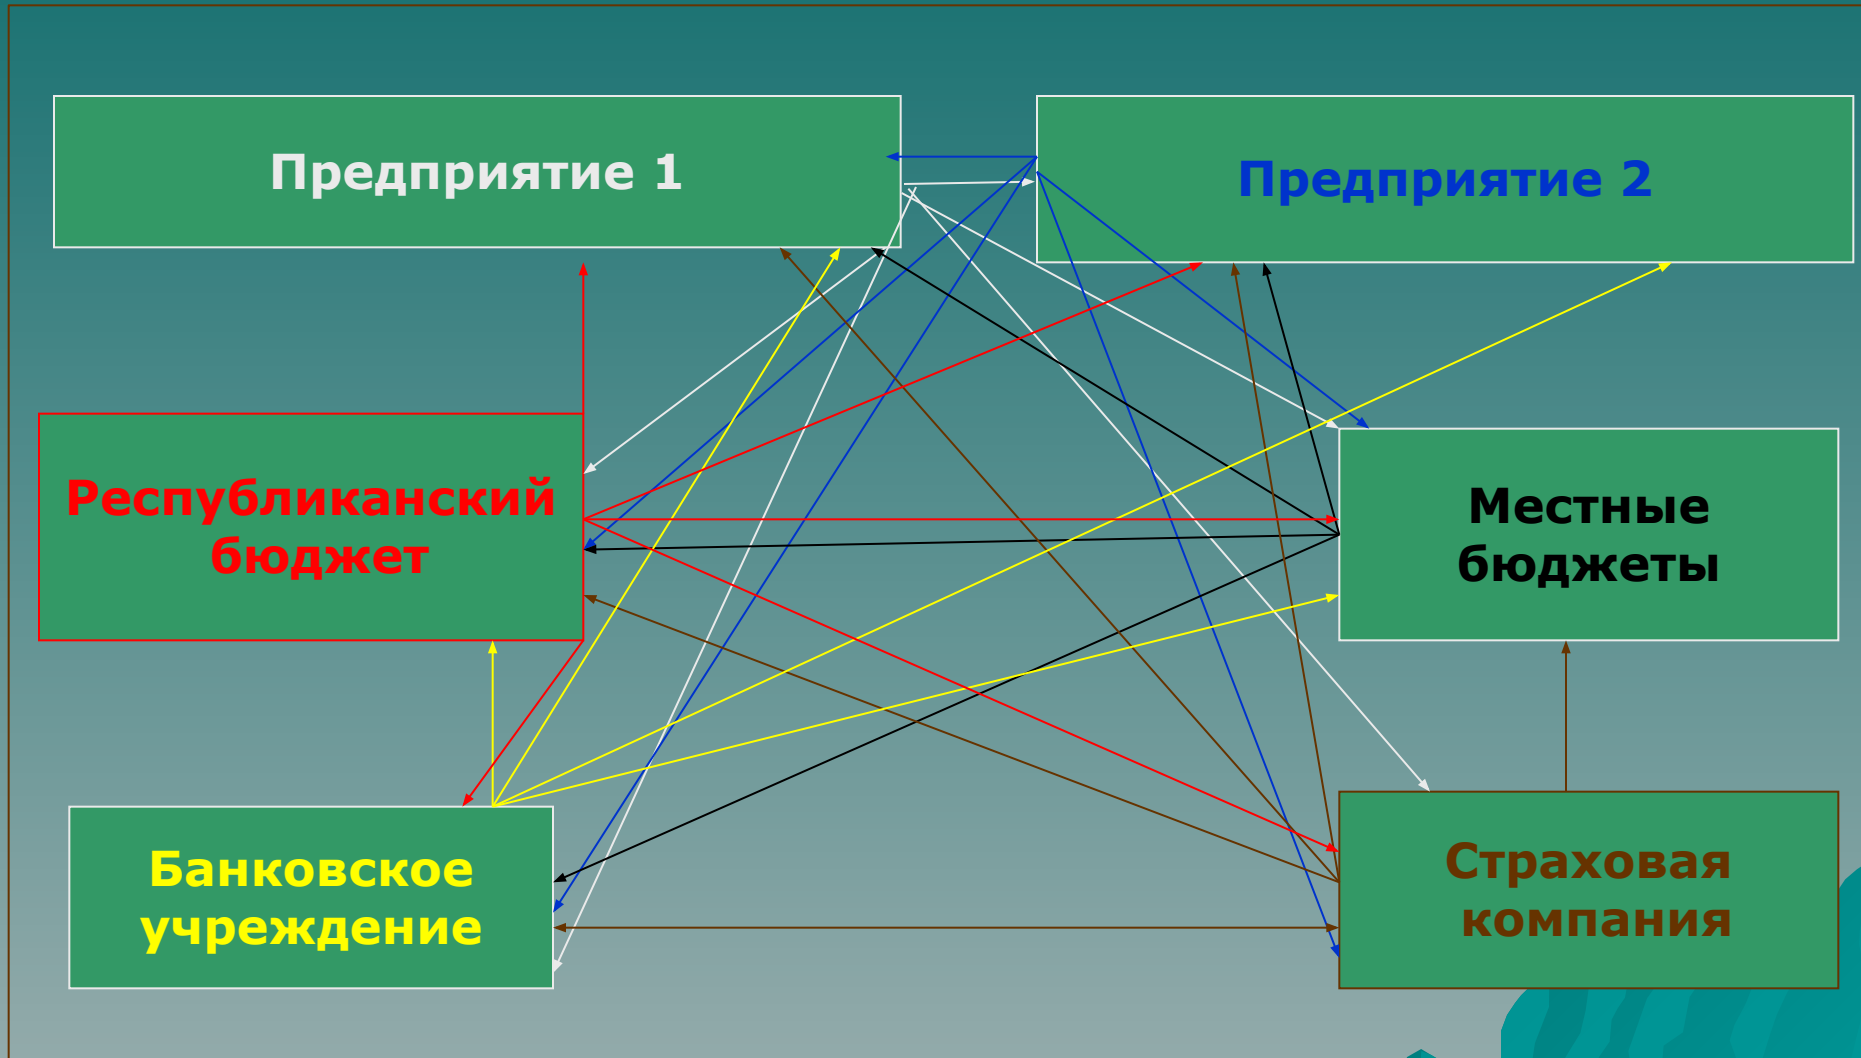 Предприятие 1
Предприятие 2
Республиканский
бюджет
Местные
бюджеты
Банковское
учреждение
Страховая
компания